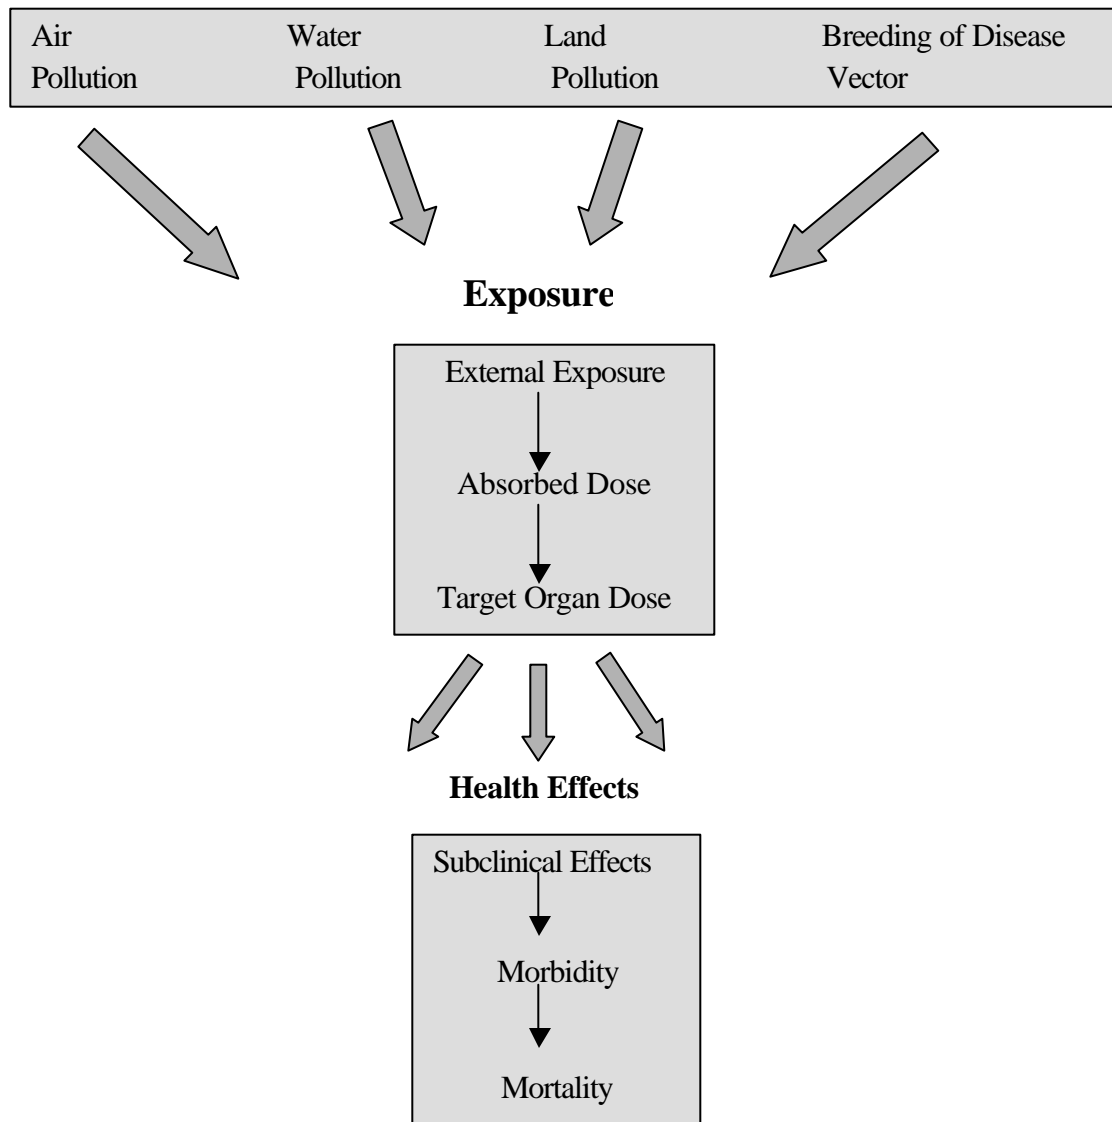 Air Water Land Breeding of Disease
Pollution Pollution Pollution Vector
Exposure
External Exposure
Absorbed Dose
Target Organ Dose
Health Effects
Subclinical Effects
Morbidity
Mortality